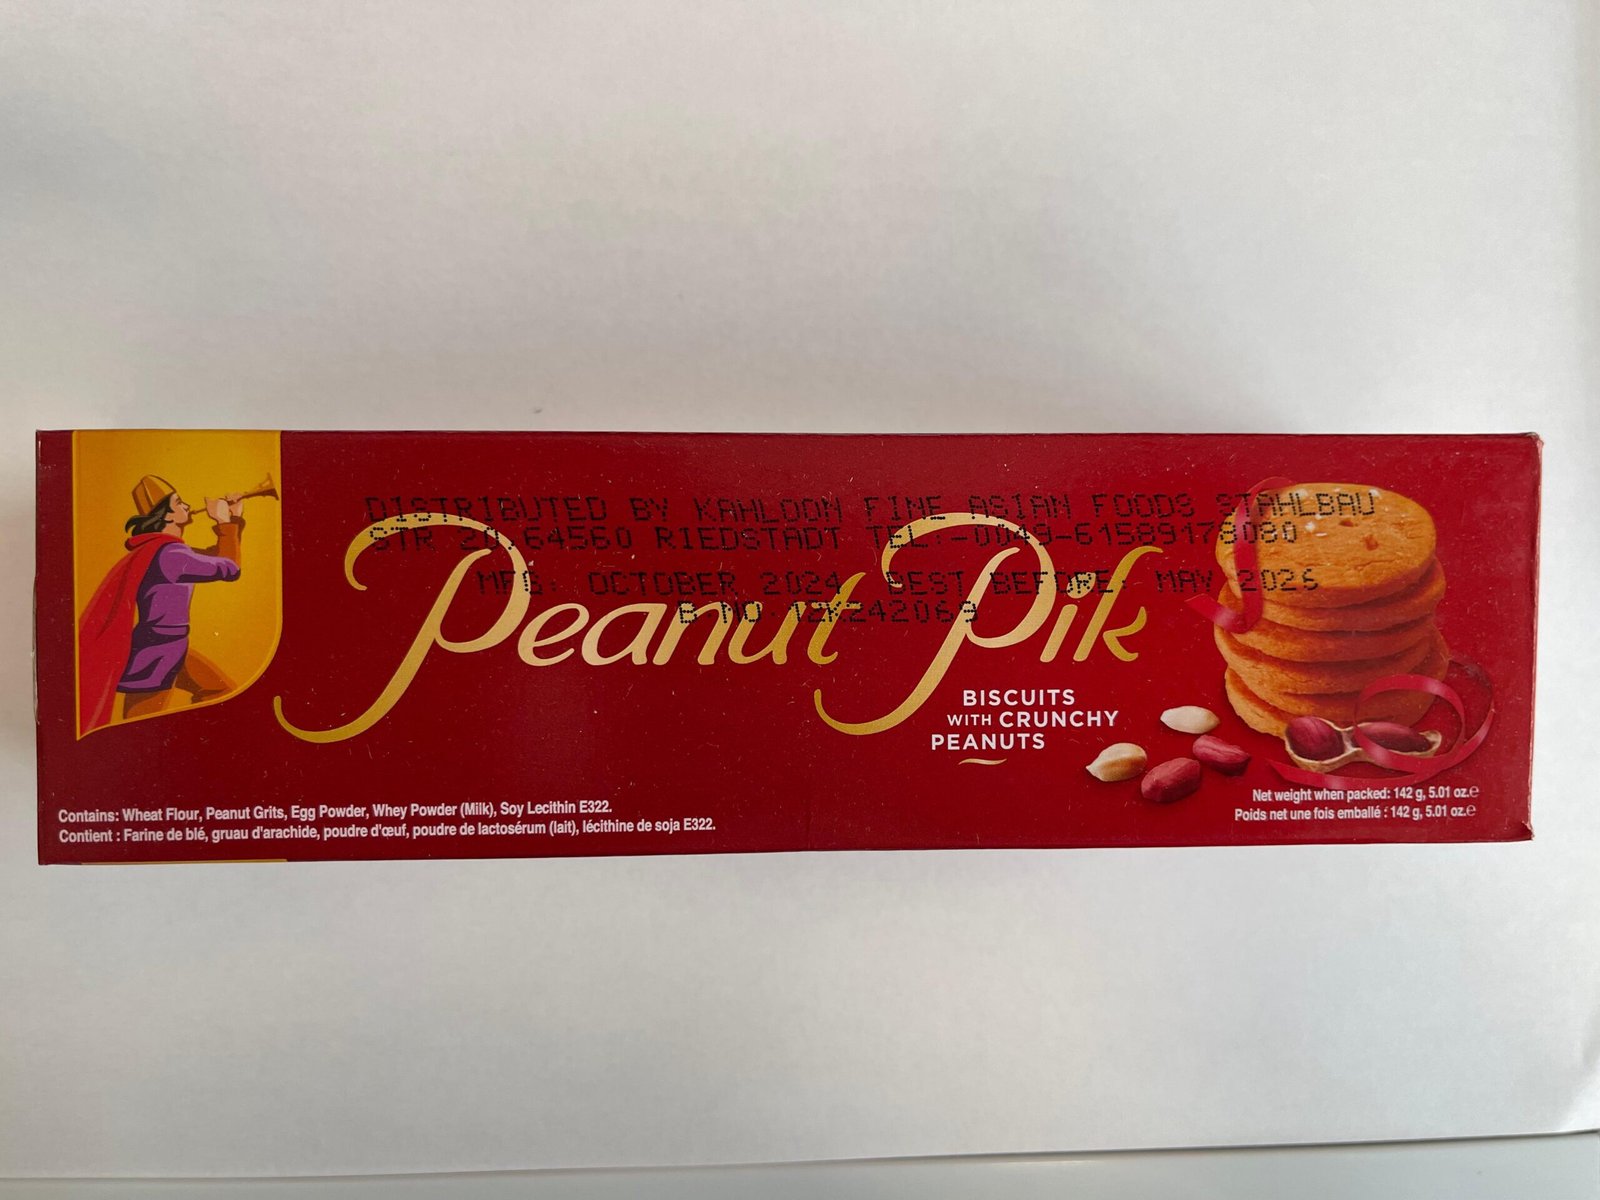 DISTRIBUTED BY KAHLOON FINE ASIAN FOODS STAHLBAU
STR 20,64560 RIEDSTADT TEL:-0049-61589178080
MFG: OCTOBER 2024 BEST BEFORE: MAY 2026
B.NO.12K242069
Peanut Pik
BISCUITS
WITH CRUNCHY
PEANUTS
Contains: Wheat Flour, Peanut Grits, Egg Powder, Whey Powder (Milk), Soy Lecithin E322.
Contient : Farine de blé, gruau d'arachide, poudre d'œuf, poudre de lactosérum (lait), lécithine de soja E322.
Net weight when packed: 142 g, 5.01 oz.℮
Poids net une fois emballé : 142 g, 5.01 oz.℮